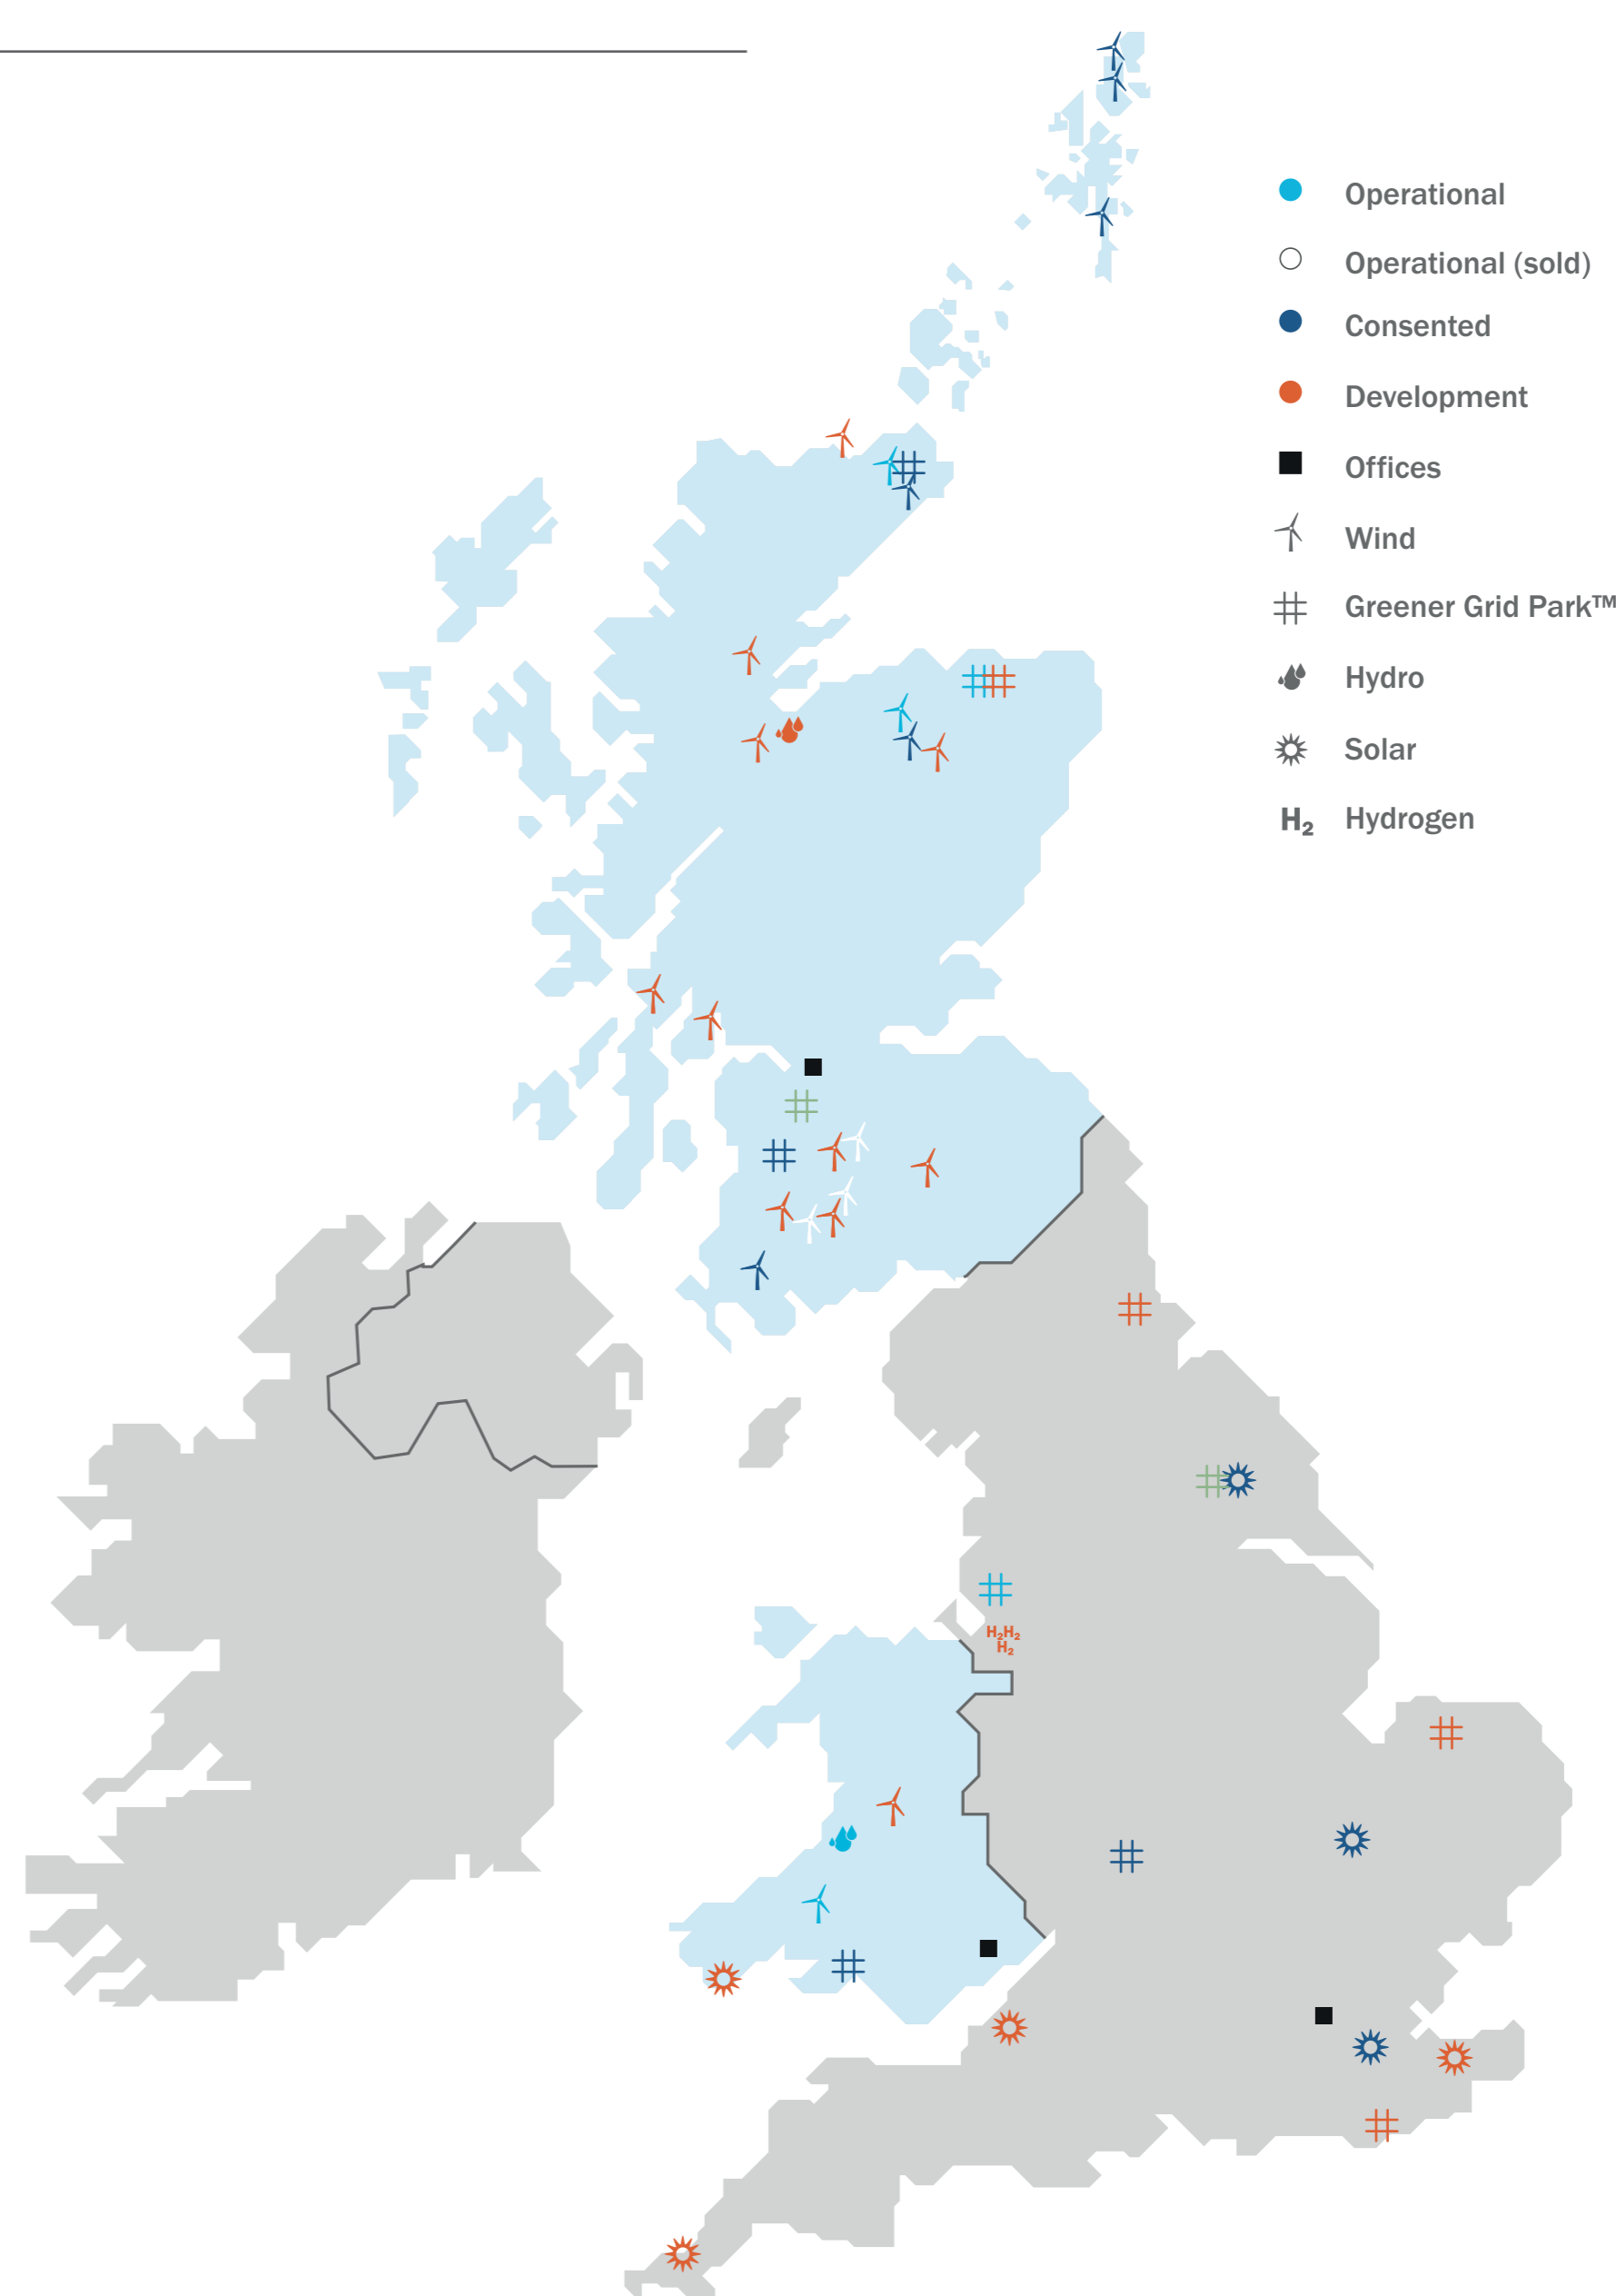 Operational
Operational (sold)
Consented
Development
Offices
Wind
Greener Grid Park™
Hydro
Solar
H₂ Hydrogen
H₂H₂
H₂